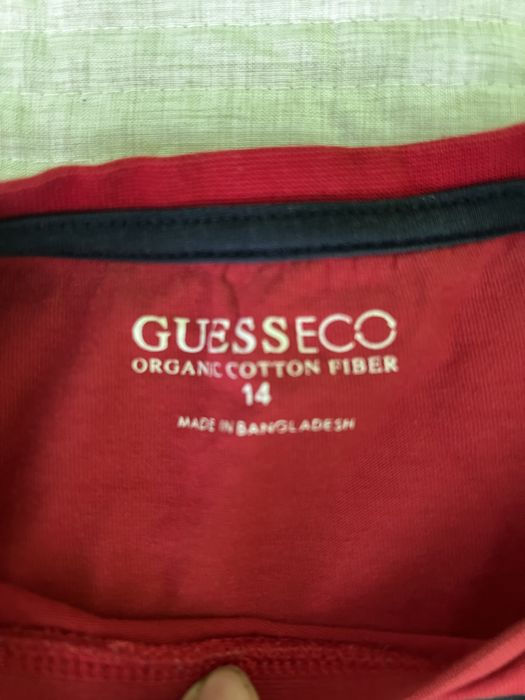 GUESSECO
ORGANIC COTTON FIBER
14
MADE IN BANGLADESH